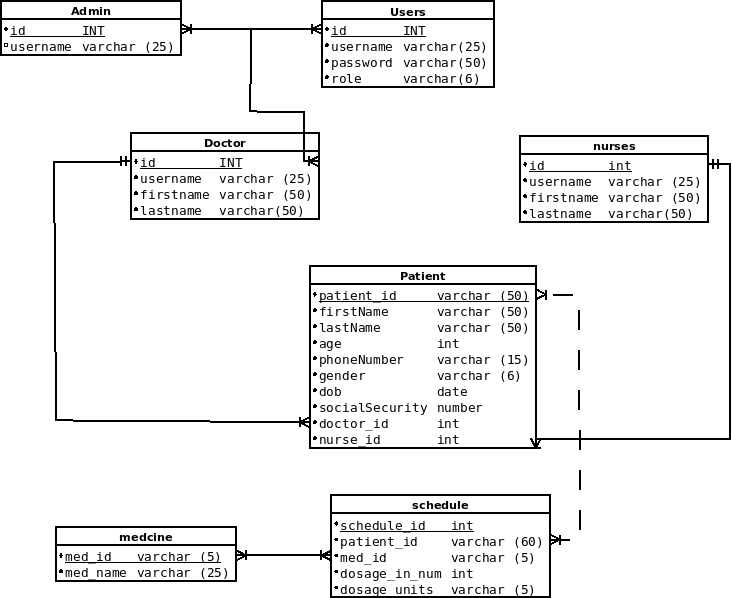 Admin
id INT
username varchar (25)
Users
id INT
username varchar(25)
password varchar(50)
role varchar(6)
Doctor
id INT
username varchar (25)
firstname varchar (50)
lastname varchar(50)
nurses
id int
username varchar (25)
firstname varchar (50)
lastname varchar(50)
Patient
patient_id varchar (50)
firstName varchar (50)
lastName varchar (50)
age int
phoneNumber varchar (15)
gender varchar (6)
dob date
socialSecurity number
doctor_id int
nurse_id int
medcine
med_id varchar (5)
med_name varchar (25)
schedule
schedule_id int
patient_id varchar (60)
med_id varchar (5)
dosage_in_num int
dosage_units varchar (5)